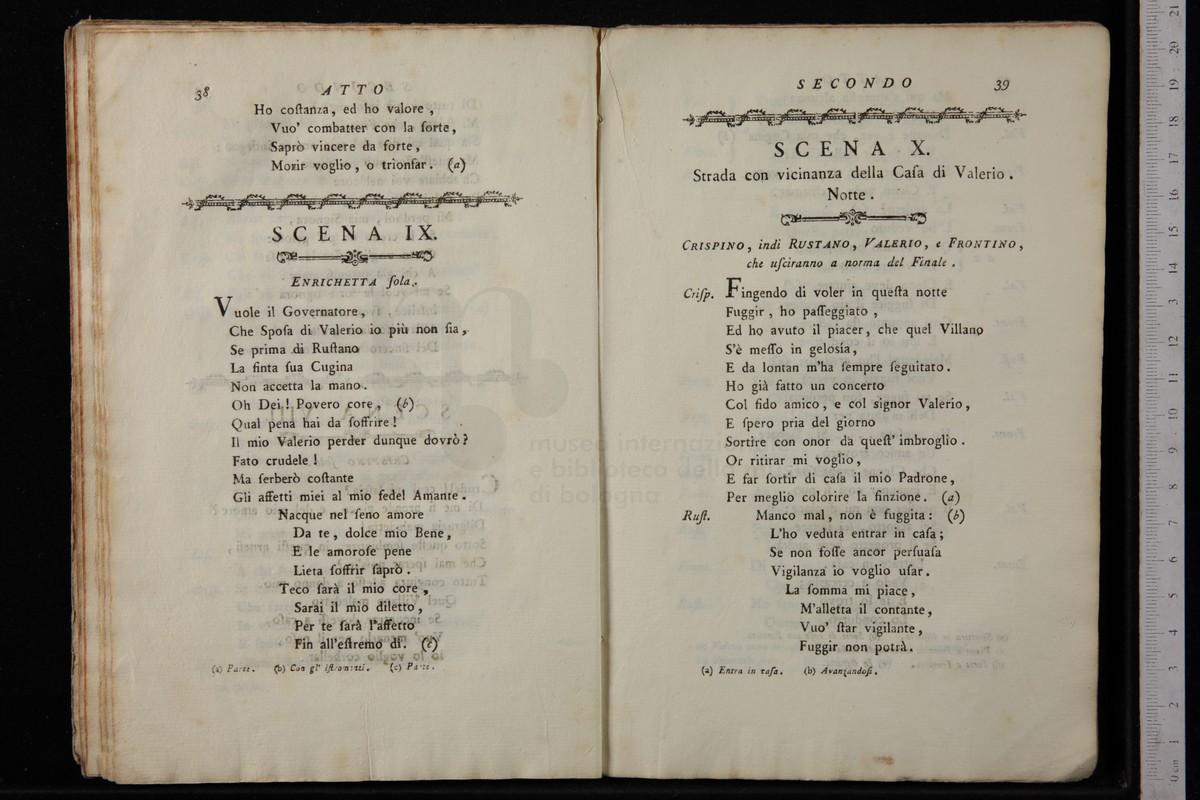 38 ATTO
Ho coſtanza, ed ho valore,
Vuo' combatter con la ſorte,
Saprò vincere da forte,
Morir voglio, o trionfar. (a)
SCENA IX.
ENRICHETTA ſola.
Vuole il Governatore,
Che Spoſa di Valerio io più non ſia,
Se prima di Ruſtano
La finta ſua Cugina
Non accetta la mano.
Oh Dei! Povero core, (b)
Qual pena hai da ſoffrire!
Il mio Valerio perder dunque dovrò?
Fato crudele!
Ma ſerberò coſtante
Gli affetti miei al mio fedel Amante.
Nacque nel ſeno amore
Da te, dolce mio Bene,
E le amoroſe pene
Lieta ſoffrir ſaprò.
Teco ſarà il mio core,
Sarai il mio diletto,
Per te ſarà l'affetto
Fin all'eſtremo dì. (c)
(a) Parte. (b) Con gl' iſtromenti. (c) Parte.
SECONDO 39
SCENA X.
Strada con vicinanza della Caſa di Valerio.
Notte.
CRISPINO, indi RUSTANO, VALERIO, e FRONTINO,
che uſciranno a norma del Finale.
Criſp. Fingendo di voler in queſta notte
Fuggir, ho paſſeggiato,
Ed ho avuto il piacer, che quel Villano
S'è meſſo in geloſía,
E da lontan m'ha ſempre ſeguitato.
Ho già fatto un concerto
Col fido amico, e col signor Valerio,
E ſpero pria del giorno
Sortire con onor da queſt' imbroglio.
Or ritirar mi voglio,
E far ſortir di caſa il mio Padrone,
Per meglio colorire la finzione. (a)
Ruſt. Manco mal, non è fuggita: (b)
L'ho veduta entrar in caſa;
Se non foſſe ancor perſuaſa
Vigilanza io voglio uſar.
La ſomma mi piace,
M'alletta il contante,
Vuo' ſtar vigilante,
Fuggir non potrà.
(a) Entra in caſa. (b) Avanzandoſi.
museo internazi
e biblioteca della
di bologna